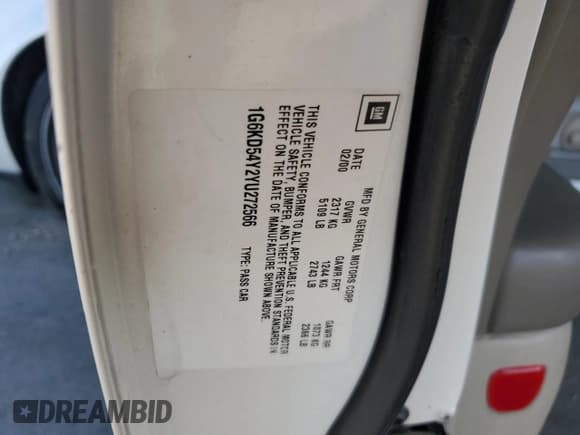 GM
MFD BY GENERAL MOTORS CORP
DATE GVWR GAWR FRT GAWR RR
02/00 2317 KG 1244 KG 1073 KG
5109 LB 2743 LB 2366 LB
THIS VEHICLE CONFORMS TO ALL APPLICABLE U.S. FEDERAL MOTOR
VEHICLE SAFETY, BUMPER, AND THEFT PREVENTION STANDARDS IN
EFFECT ON THE DATE OF MANUFACTURE SHOWN ABOVE.
1G6KD54Y2YU272566 TYPE: PASS CAR
DREAMBID